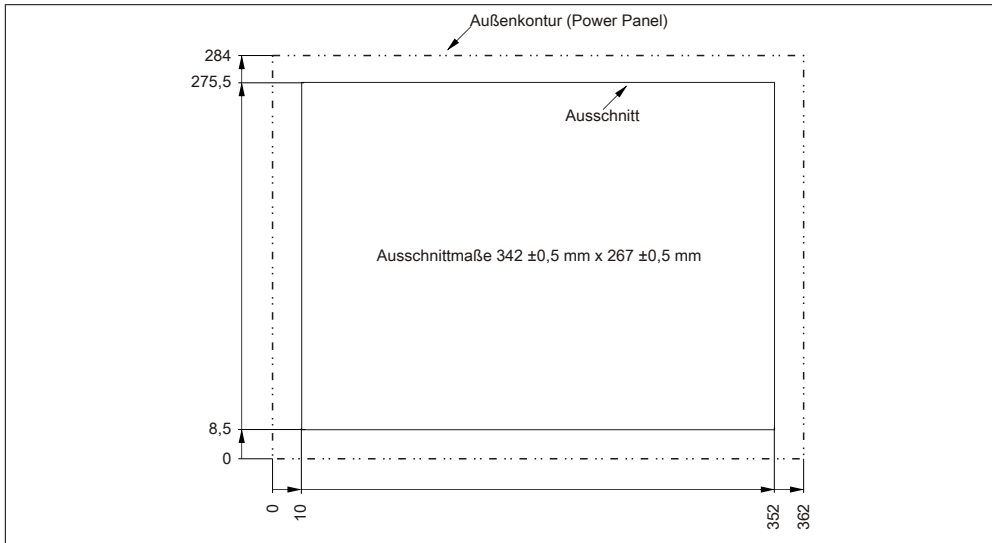 Außenkontur (Power Panel)
284
275,5
Ausschnitt
Ausschnittmaße 342 ±0,5 mm x 267 ±0,5 mm
8,5
0
0
10
352
362